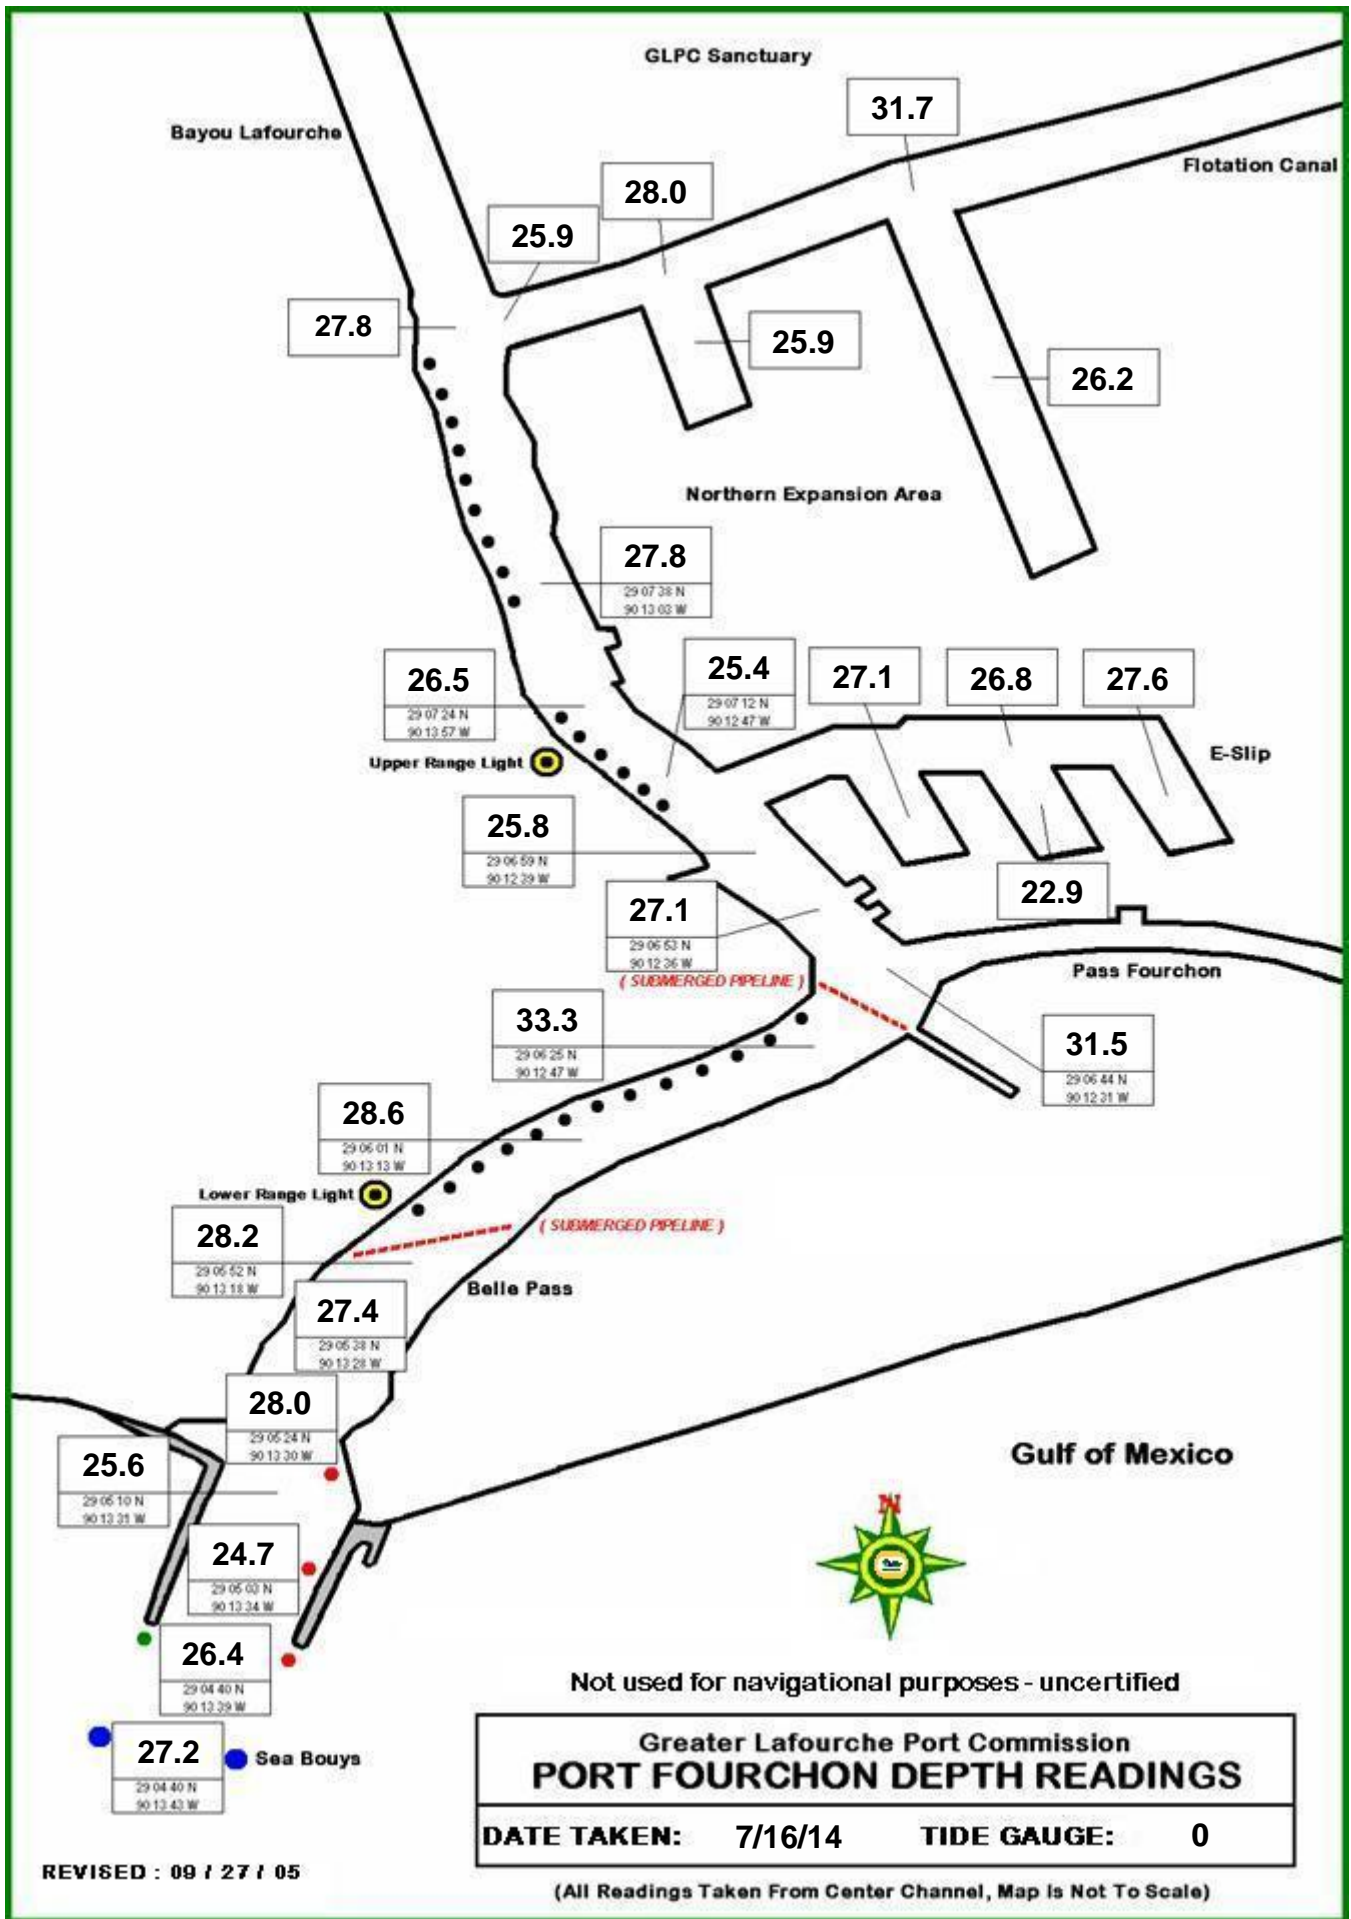 GLPC Sanctuary
31.7
Bayou Lafourche
Flotation Canal
28.0
25.9
27.8
25.9
26.2
Northern Expansion Area
27.8
29 07 38 N
90 13 03 W
26.5
29 07 24 N
90 13 57 W
25.4
29 07 12 N
90 12 47 W
27.1
26.8
27.6
E-Slip
Upper Range Light
25.8
29 06 59 N
90 12 39 W
22.9
27.1
29 06 53 N
90 12 36 W
Pass Fourchon
( SUBMERGED PIPELINE )
33.3
29 06 25 N
90 12 47 W
31.5
29 06 44 N
90 12 31 W
28.6
29 06 01 N
90 13 13 W
Lower Range Light
28.2
29 05 52 N
90 13 18 W
( SUBMERGED PIPELINE )
Belle Pass
27.4
29 05 38 N
90 13 28 W
28.0
29 05 24 N
90 13 30 W
Gulf of Mexico
25.6
29 05 10 N
90 13 31 W
N
24.7
29 05 03 N
90 13 34 W
26.4
29 04 40 N
90 13 39 W
Not used for navigational purposes - uncertified
27.2
29 04 40 N
90 13 43 W
Sea Bouys
Greater Lafourche Port Commission
PORT FOURCHON DEPTH READINGS
DATE TAKEN: 7/16/14 TIDE GAUGE: 0
REVISED : 09 / 27 / 05
(All Readings Taken From Center Channel, Map Is Not To Scale)